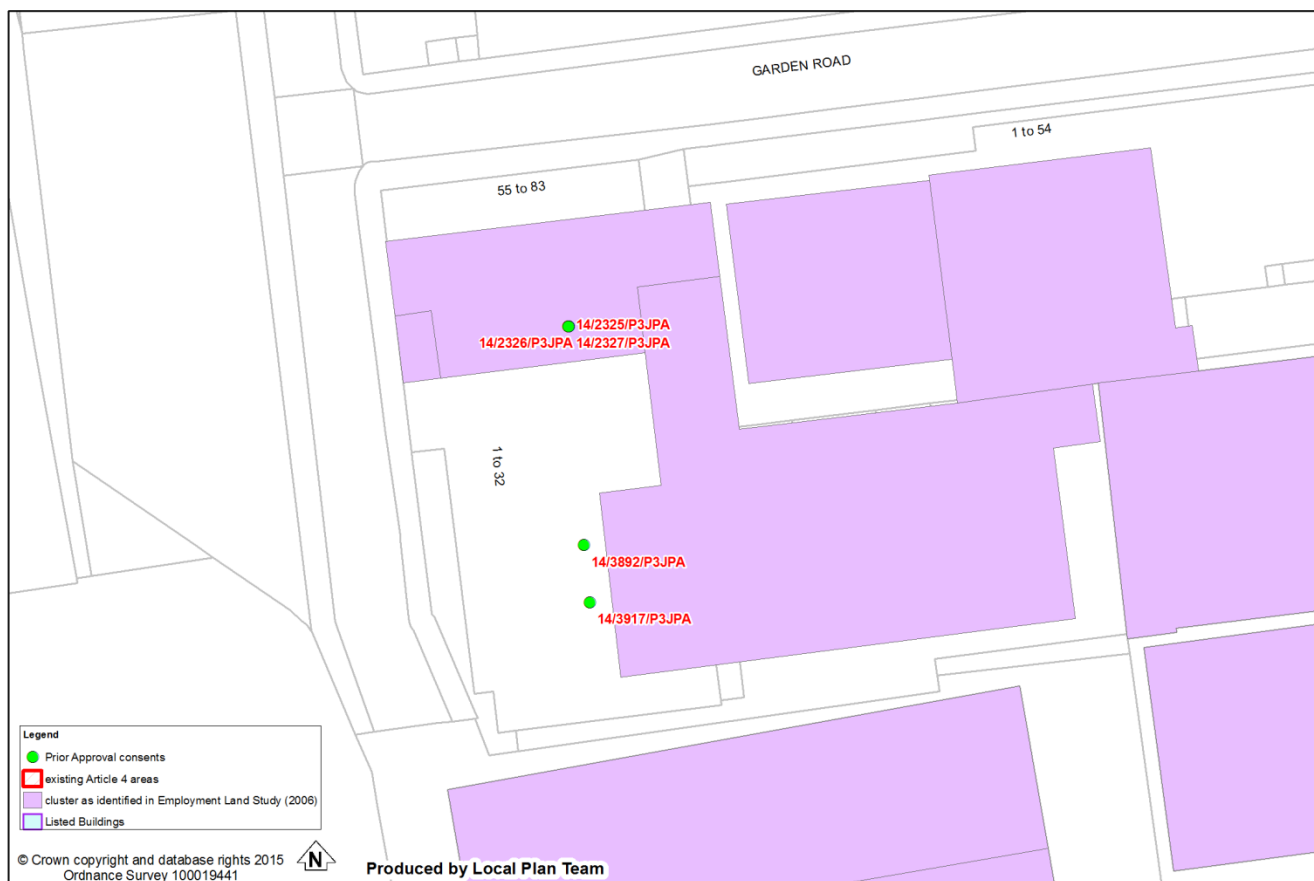 GARDEN ROAD
1 to 54
55 to 83
14/2325/P3JPA
14/2326/P3JPA 14/2327/P3JPA
1 to 32
14/3892/P3JPA
14/3917/P3JPA
Legend
Prior Approval consents
existing Article 4 areas
cluster as identified in Employment Land Study (2006)
Listed Buildings
© Crown copyright and database rights 2015
Ordnance Survey 100019441
N
Produced by Local Plan Team